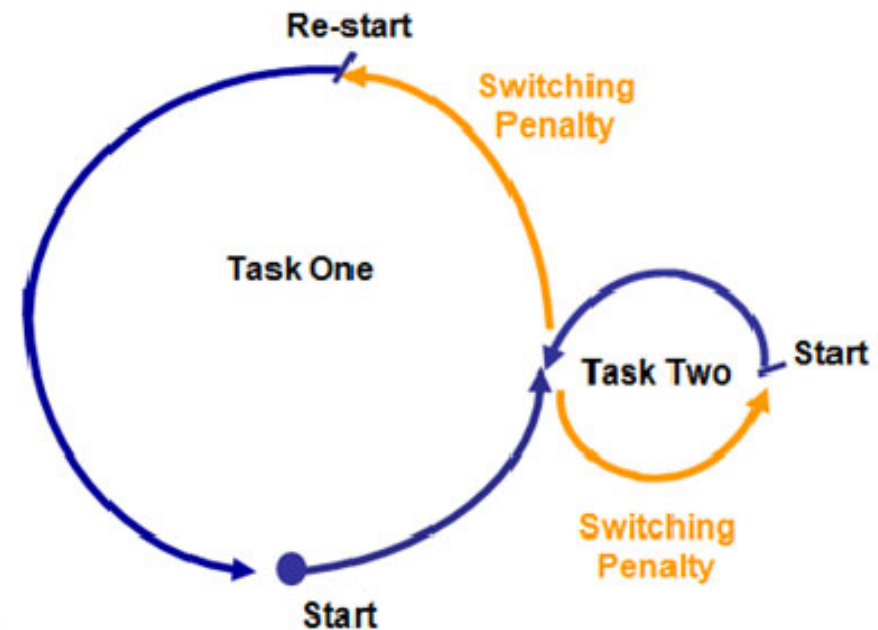 Re-start
Switching
Penalty
Task One
Start
Task Two
Switching
Penalty
Start